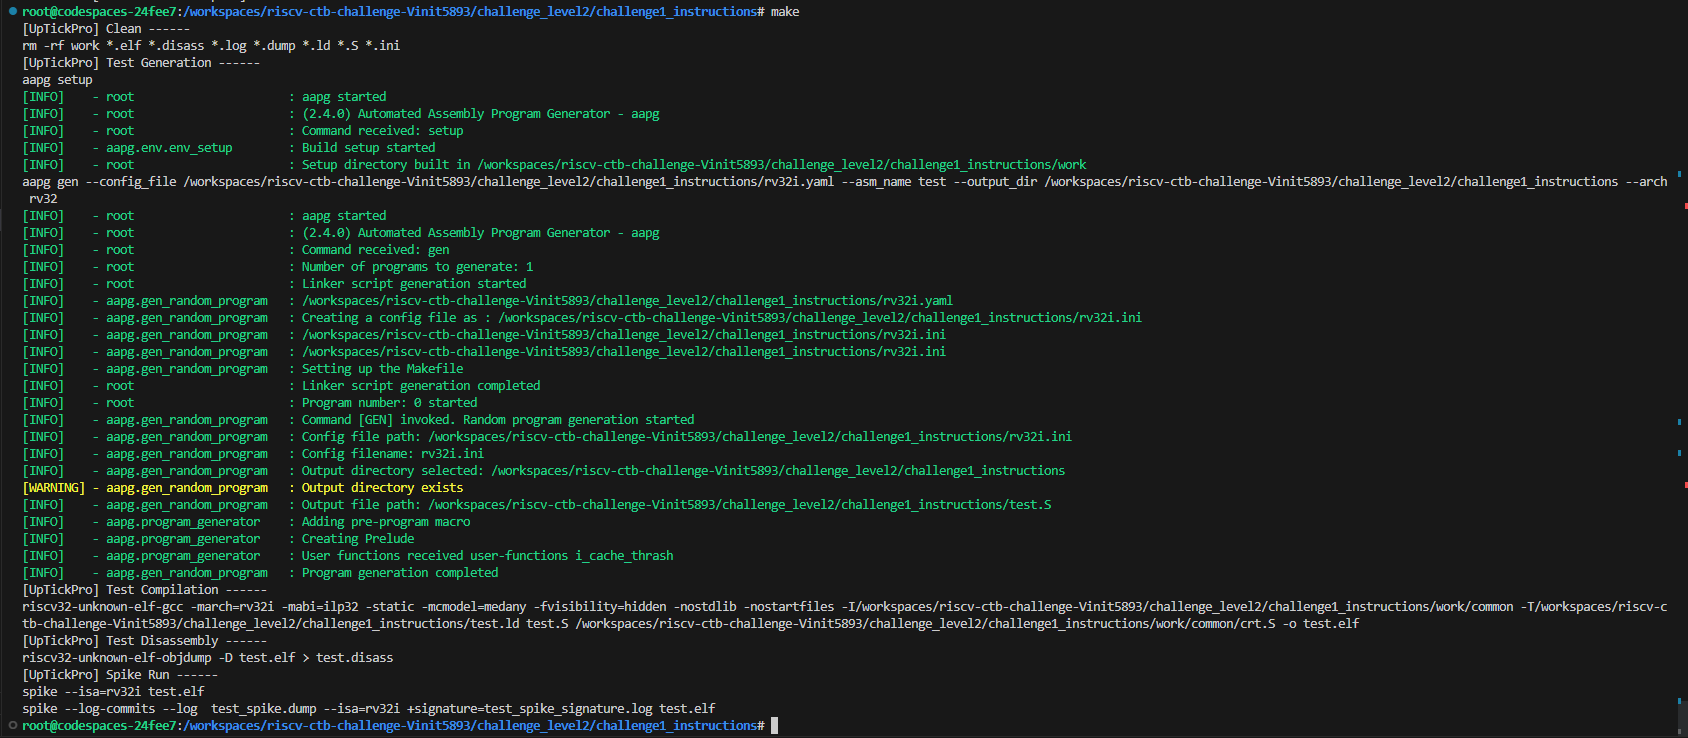 root@codespaces-24fee7:/workspaces/riscv-ctb-challenge-Vinit5893/challenge_level2/challenge1_instructions# make
[UpTickPro] Clean ------
rm -rf work *.elf *.disass *.log *.dump *.ld *.S *.ini
[UpTickPro] Test Generation ------
aapg setup
[INFO]    - root                      : aapg started
[INFO]    - root                      : (2.4.0) Automated Assembly Program Generator - aapg
[INFO]    - root                      : Command received: setup
[INFO]    - aapg.env.env_setup        : Build setup started
[INFO]    - root                      : Setup directory built in /workspaces/riscv-ctb-challenge-Vinit5893/challenge_level2/challenge1_instructions/work
aapg gen --config_file /workspaces/riscv-ctb-challenge-Vinit5893/challenge_level2/challenge1_instructions/rv32i.yaml --asm_name test --output_dir /workspaces/riscv-ctb-challenge-Vinit5893/challenge_level2/challenge1_instructions --arch
 rv32
[INFO]    - root                      : aapg started
[INFO]    - root                      : (2.4.0) Automated Assembly Program Generator - aapg
[INFO]    - root                      : Command received: gen
[INFO]    - root                      : Number of programs to generate: 1
[INFO]    - root                      : Linker script generation started
[INFO]    - aapg.gen_random_program   : /workspaces/riscv-ctb-challenge-Vinit5893/challenge_level2/challenge1_instructions/rv32i.yaml
[INFO]    - aapg.gen_random_program   : Creating a config file as : /workspaces/riscv-ctb-challenge-Vinit5893/challenge_level2/challenge1_instructions/rv32i.ini
[INFO]    - aapg.gen_random_program   : /workspaces/riscv-ctb-challenge-Vinit5893/challenge_level2/challenge1_instructions/rv32i.ini
[INFO]    - aapg.gen_random_program   : /workspaces/riscv-ctb-challenge-Vinit5893/challenge_level2/challenge1_instructions/rv32i.ini
[INFO]    - aapg.gen_random_program   : Setting up the Makefile
[INFO]    - root                      : Linker script generation completed
[INFO]    - root                      : Program number: 0 started
[INFO]    - aapg.gen_random_program   : Command [GEN] invoked. Random program generation started
[INFO]    - aapg.gen_random_program   : Config file path: /workspaces/riscv-ctb-challenge-Vinit5893/challenge_level2/challenge1_instructions/rv32i.ini
[INFO]    - aapg.gen_random_program   : Config filename: rv32i.ini
[INFO]    - aapg.gen_random_program   : Output directory selected: /workspaces/riscv-ctb-challenge-Vinit5893/challenge_level2/challenge1_instructions
[WARNING] - aapg.gen_random_program   : Output directory exists
[INFO]    - aapg.gen_random_program   : Output file path: /workspaces/riscv-ctb-challenge-Vinit5893/challenge_level2/challenge1_instructions/test.S
[INFO]    - aapg.program_generator    : Adding pre-program macro
[INFO]    - aapg.program_generator    : Creating Prelude
[INFO]    - aapg.program_generator    : User functions received user-functions i_cache_thrash
[INFO]    - aapg.gen_random_program   : Program generation completed
[UpTickPro] Test Compilation ------
riscv32-unknown-elf-gcc -march=rv32i -mabi=ilp32 -static -mcmodel=medany -fvisibility=hidden -nostdlib -nostartfiles -I/workspaces/riscv-ctb-challenge-Vinit5893/challenge_level2/challenge1_instructions/work/common -T/workspaces/riscv-c
tb-challenge-Vinit5893/challenge_level2/challenge1_instructions/test.ld test.S /workspaces/riscv-ctb-challenge-Vinit5893/challenge_level2/challenge1_instructions/work/common/crt.S -o test.elf
[UpTickPro] Test Disassembly ------
riscv32-unknown-elf-objdump -D test.elf > test.disass
[UpTickPro] Spike Run ------
spike --isa=rv32i test.elf
spike --log-commits --log  test_spike.dump --isa=rv32i +signature=test_spike_signature.log test.elf
root@codespaces-24fee7:/workspaces/riscv-ctb-challenge-Vinit5893/challenge_level2/challenge1_instructions#